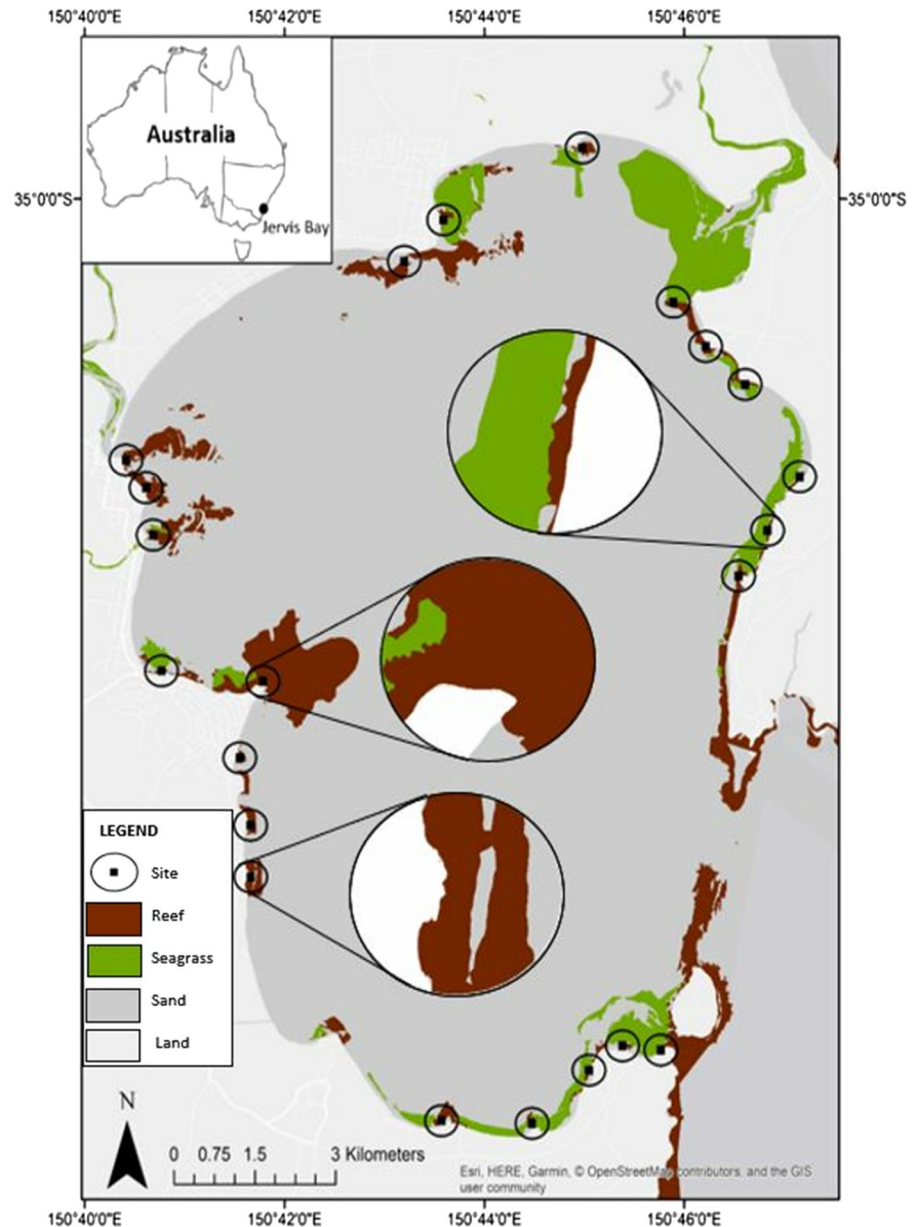 150°40'0"E 150°42'0"E 150°44'0"E 150°46'0"E
Australia
Jervis Bay
35°0'0"S 35°0'0"S
LEGEND
Site
Reef
Seagrass
Sand
Land
N
0 0.75 1.5 3 Kilometers
Esri, HERE, Garmin, © OpenStreetMap contributors, and the GIS
user community
150°40'0"E 150°42'0"E 150°44'0"E 150°46'0"E